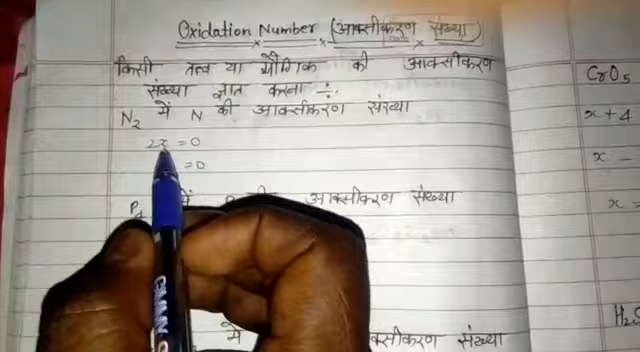 Oxidation Number (आक्सीकरण संख्या)
किसी तत्व या यौगिक की आक्सीकरण
संख्या ज्ञात करना ÷
N₂ में N की आक्सीकरण संख्या
2x = 0
= 0
P₄ में आक्सीकरण संख्या
में आक्सीकरण संख्या
CrO₅
x + 4
x -
x =
H₂S